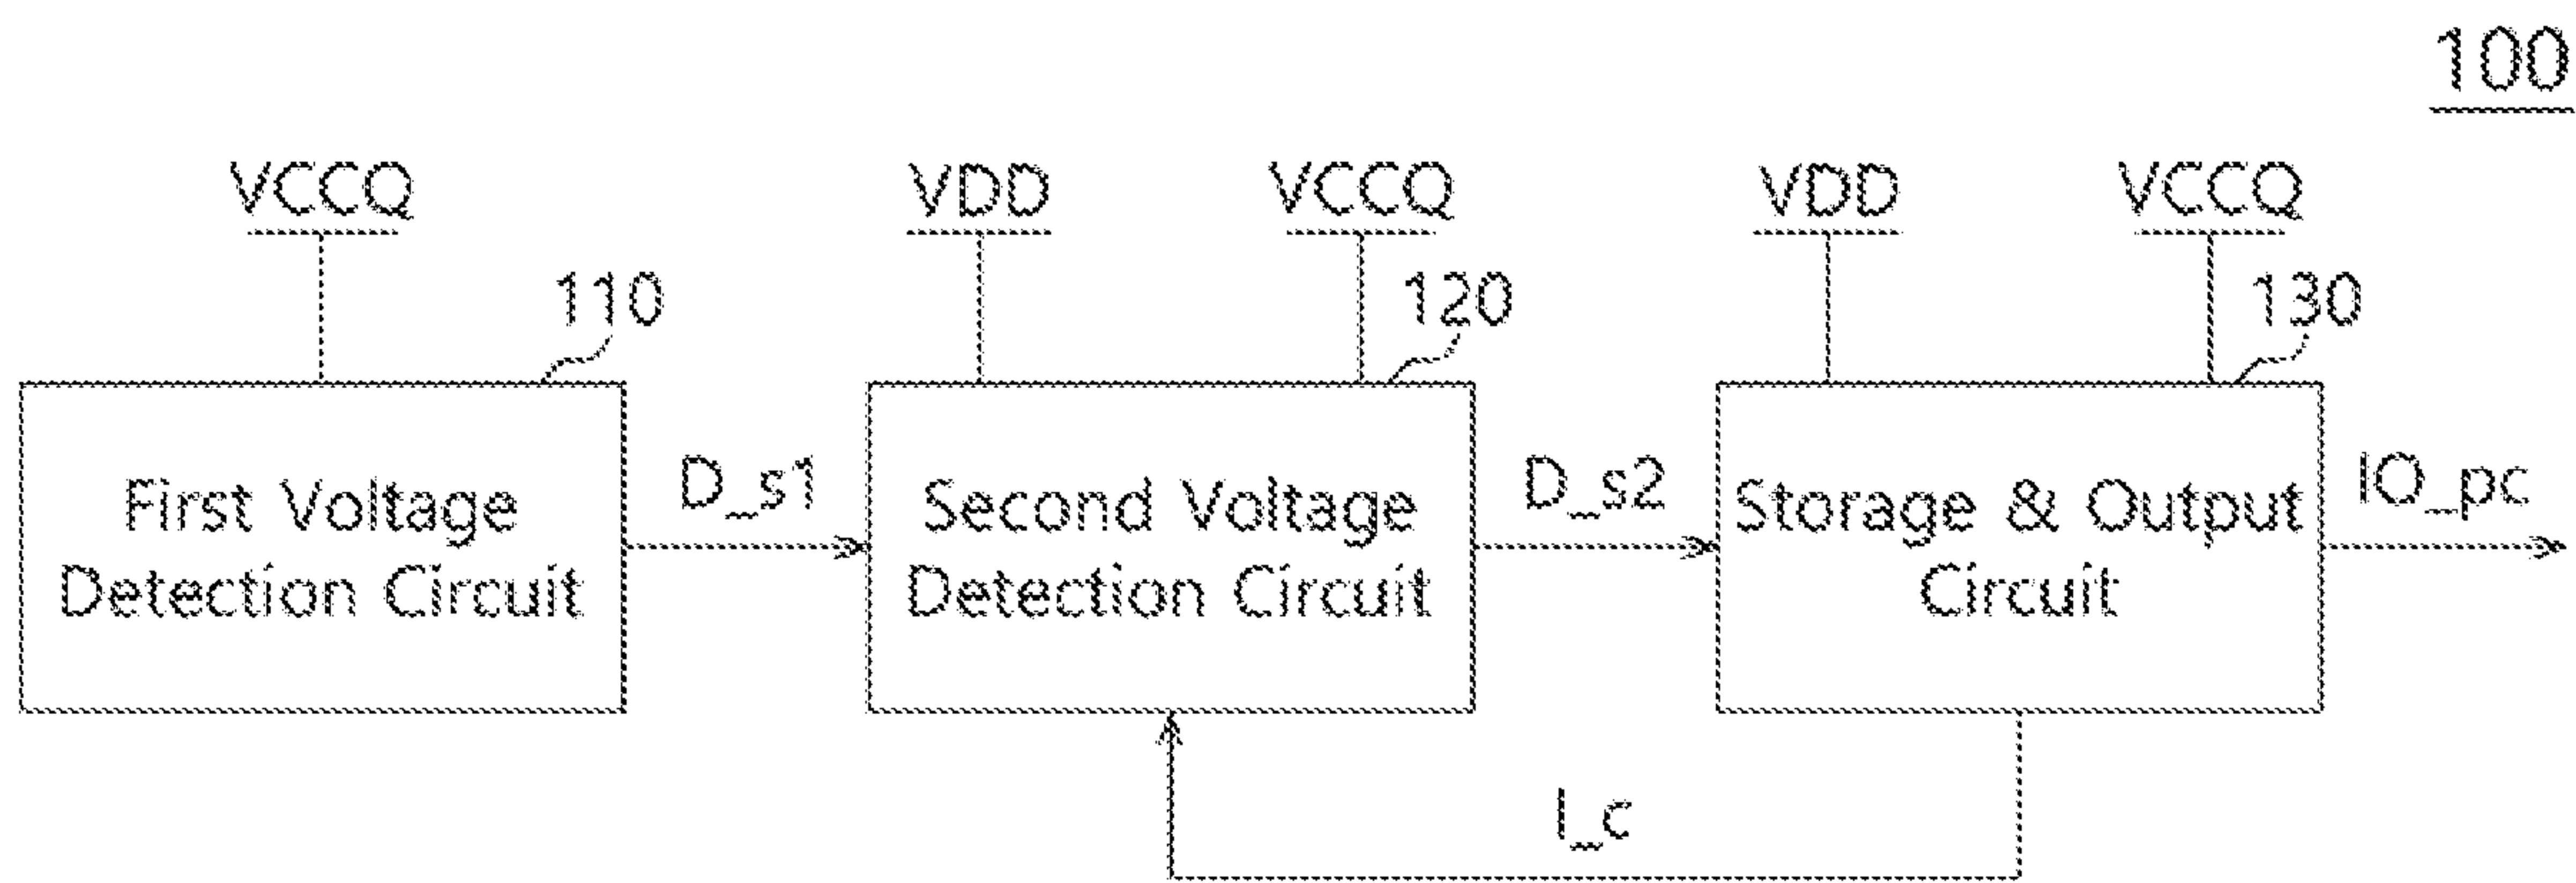 100
VCCQ
VDD
VCCQ
VDD
VCCQ
110
120
130
First Voltage
Detection Circuit
D_s1
Second Voltage
Detection Circuit
D_s2
Storage & Output
Circuit
IO_pc
I_c